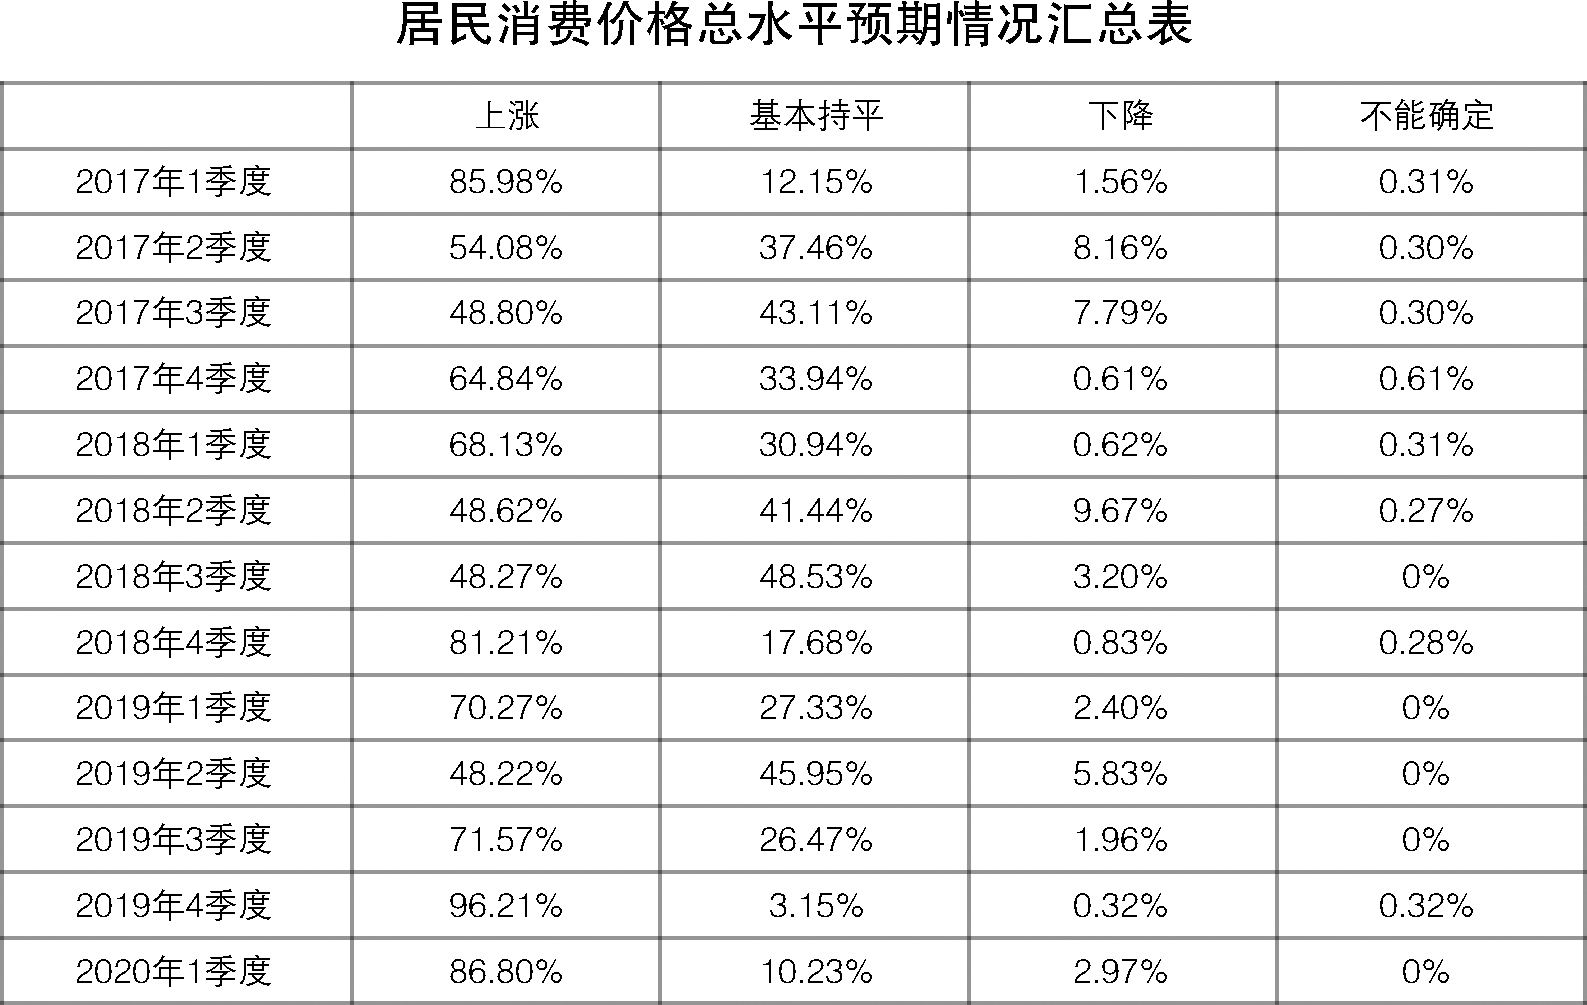 居民消费价格总水平预期情况汇总表
上涨 基本持平 下降 不能确定
2017年1季度 85.98% 12.15% 1.56% 0.31%
2017年2季度 54.08% 37.46% 8.16% 0.30%
2017年3季度 48.80% 43.11% 7.79% 0.30%
2017年4季度 64.84% 33.94% 0.61% 0.61%
2018年1季度 68.13% 30.94% 0.62% 0.31%
2018年2季度 48.62% 41.44% 9.67% 0.27%
2018年3季度 48.27% 48.53% 3.20% 0%
2018年4季度 81.21% 17.68% 0.83% 0.28%
2019年1季度 70.27% 27.33% 2.40% 0%
2019年2季度 48.22% 45.95% 5.83% 0%
2019年3季度 71.57% 26.47% 1.96% 0%
2019年4季度 96.21% 3.15% 0.32% 0.32%
2020年1季度 86.80% 10.23% 2.97% 0%